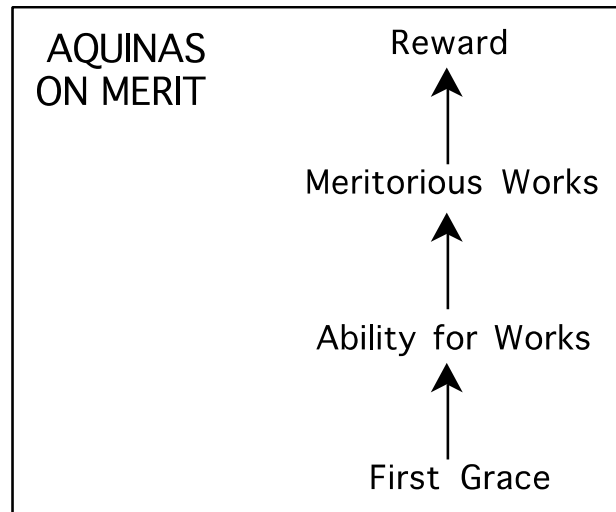 AQUINAS
ON MERIT
Reward
Meritorious Works
Ability for Works
First Grace